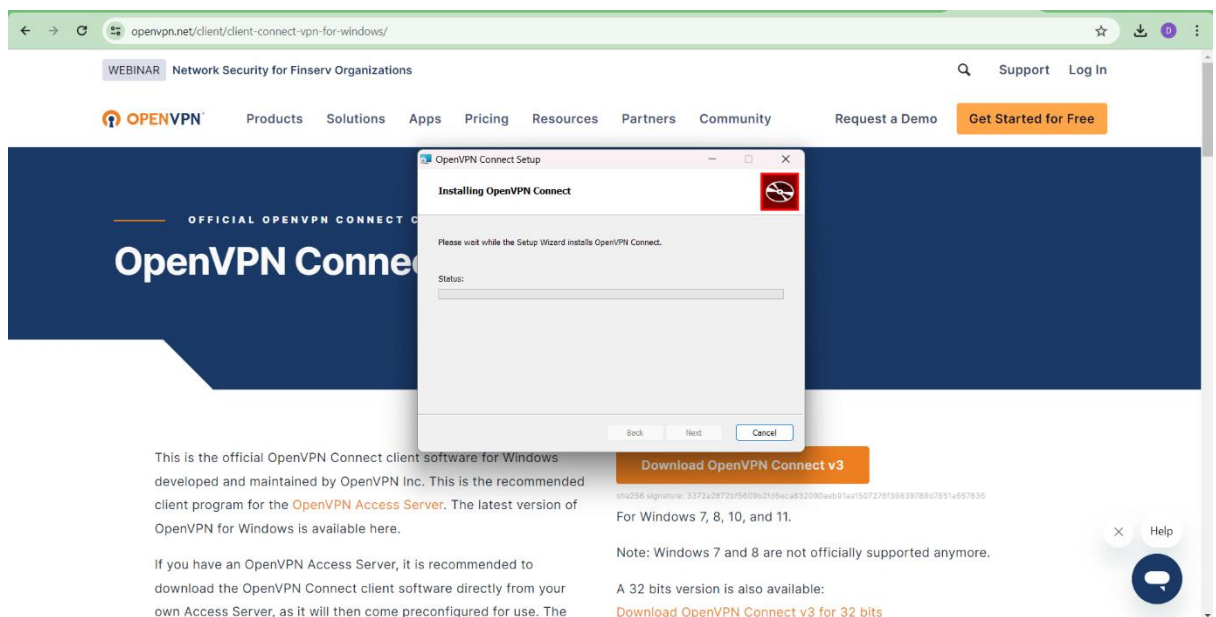 openvpn.net/client/client-connect-vpn-for-windows/
D
WEBINAR Network Security for Finserv Organizations
Support Log In
OPENVPN
Products Solutions Apps Pricing Resources Partners Community Request a Demo Get Started for Free
OpenVPN Connect Setup
Installing OpenVPN Connect
Please wait while the Setup Wizard installs OpenVPN Connect.
Status:
Back Next Cancel
OFFICIAL OPENVPN CONNECT C
OpenVPN Conne
This is the official OpenVPN Connect client software for Windows
developed and maintained by OpenVPN Inc. This is the recommended
client program for the OpenVPN Access Server. The latest version of
OpenVPN for Windows is available here.
If you have an OpenVPN Access Server, it is recommended to
download the OpenVPN Connect client software directly from your
own Access Server, as it will then come preconfigured for use. The
Download OpenVPN Connect v3
sha256 signature:
For Windows 7, 8, 10, and 11.
Note: Windows 7 and 8 are not officially supported anymore.
A 32 bits version is also available:
Download OpenVPN Connect v3 for 32 bits
Help